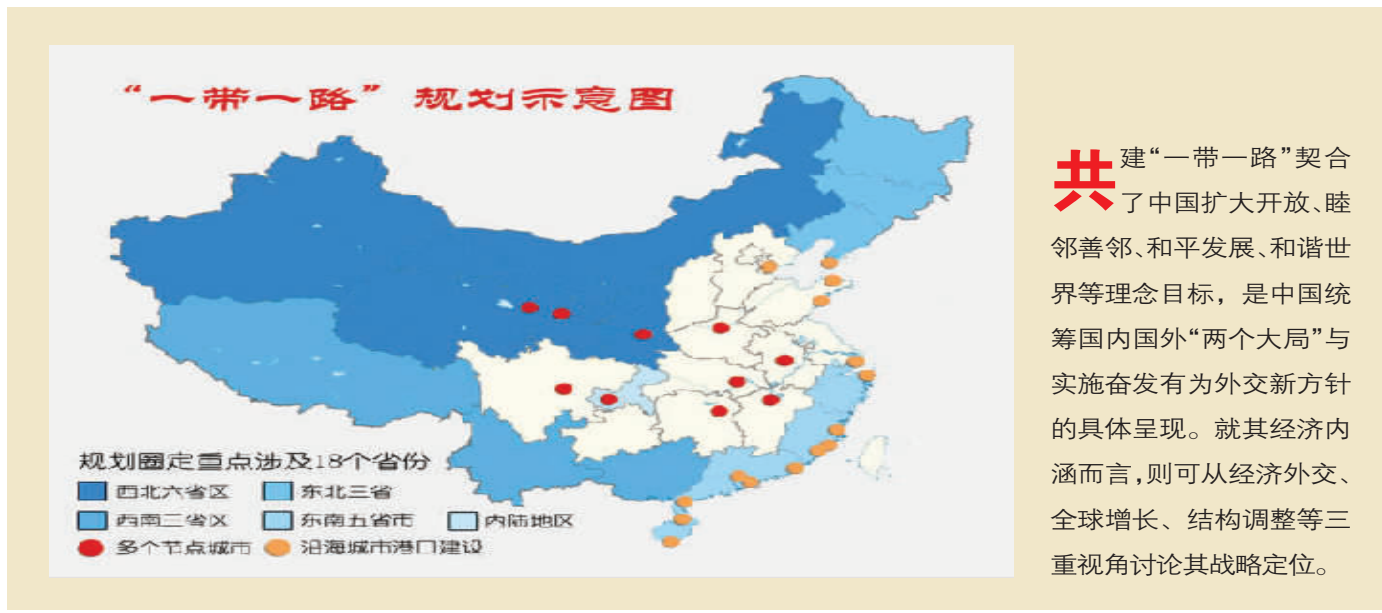 “一带一路”规划示意图
规划圈定重点涉及18个省份
西北六省区 东北三省
西南三省区 东南五省市 内陆地区
多个节点城市 沿海城市港口建设
共建“一带一路”契合
了中国扩大开放、睦
邻善邻、和平发展、和谐世
界等理念目标，是中国统
筹国内国外“两个大局”与
实施奋发有为外交新方针
的具体呈现。就其经济内
涵而言，则可从经济外交、
全球增长、结构调整等三
重视角讨论其战略定位。